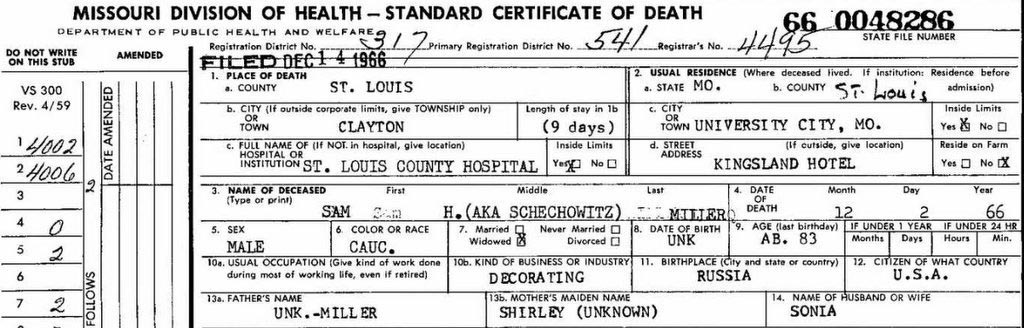 MISSOURI DIVISION OF HEALTH — STANDARD CERTIFICATE OF DEATH
66 0048286
DEPARTMENT OF PUBLIC HEALTH AND WELFARE
STATE FILE NUMBER
Registration District No. 317 Primary Registration District No. 541 Registrar's No. 4495
FILED DEC 14 1966
DO NOT WRITE ON THIS STUB
AMENDED
VS 300
Rev. 4/59
DATE AMENDED
1 4002
2 4006
2
3
4 0
5 2
6
7 2
FOLLOWS
1. PLACE OF DEATH
a. COUNTY ST. LOUIS
2. USUAL RESIDENCE (Where deceased lived. If institution: Residence before admission)
a. STATE MO. b. COUNTY St. Louis
b. CITY (If outside corporate limits, give TOWNSHIP only) OR TOWN CLAYTON
Length of stay in 1b (9 days)
c. CITY OR TOWN UNIVERSITY CITY, MO.
Inside Limits Yes X No
c. FULL NAME OF (If NOT in hospital, give location) HOSPITAL OR INSTITUTION ST. LOUIS COUNTY HOSPITAL
Inside Limits Yes X No
d. STREET ADDRESS (If outside, give location) KINGSLAND HOTEL
Reside on Farm Yes No X
3. NAME OF DECEASED (Type or print) First Middle Last
SAM Sam H.(AKA SCHECHOWITZ) MILLER
4. DATE OF DEATH Month Day Year
12 2 66
5. SEX MALE
6. COLOR OR RACE CAUC.
7. Married Never Married Widowed X Divorced
8. DATE OF BIRTH UNK
9. AGE (last birthday) AB. 83
IF UNDER 1 YEAR Months Days
IF UNDER 24 HR Hours Min.
10a. USUAL OCCUPATION (Give kind of work done during most of working life, even if retired)
10b. KIND OF BUSINESS OR INDUSTRY DECORATING
11. BIRTHPLACE (City and state or country) RUSSIA
12. CITIZEN OF WHAT COUNTRY U.S.A.
13a. FATHER'S NAME UNK.-MILLER
13b. MOTHER'S MAIDEN NAME SHIRLEY (UNKNOWN)
14. NAME OF HUSBAND OR WIFE SONIA